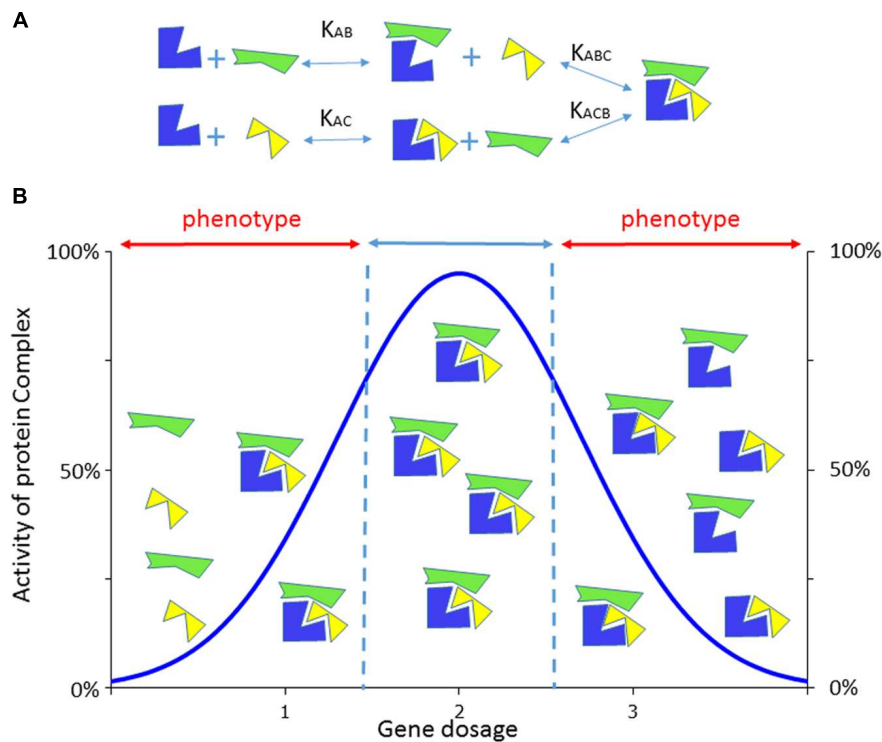 A
KAB
+
+
KABC
KAC
+
+
KACB
B
phenotype
phenotype
100%
100%
50%
50%
0%
0%
Activity of protein Complex
1
2
3
Gene dosage